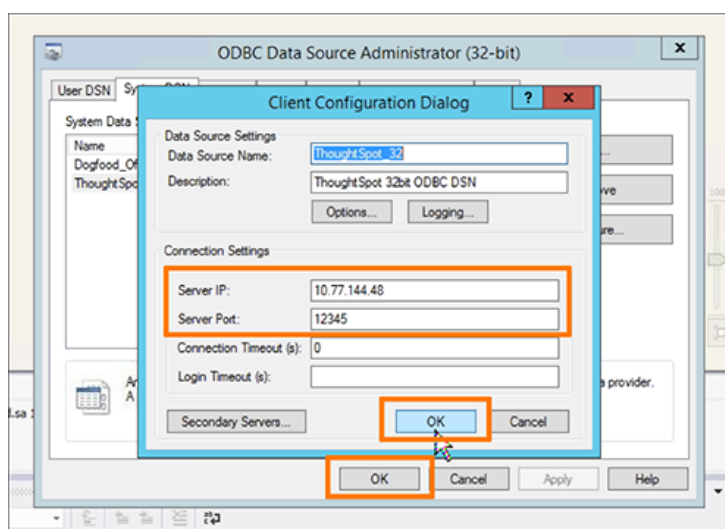 ODBC Data Source Administrator (32-bit)
x
User DSN
Client Configuration Dialog
?
x
System Data
Name
Dogfood_Of
ThoughtSpo
Data Source Settings
Data Source Name:
ThoughtSpot_32
Description:
ThoughtSpot 32bit ODBC DSN
Options...
Logging...
Connection Settings
Server IP:
10.77.144.48
Server Port:
12345
Connection Timeout (s):
0
Login Timeout (s):
Secondary Servers...
OK
Cancel
...
ve
ure...
100
An
A
a provider.
d.sa
OK
Cancel
Apply
Help